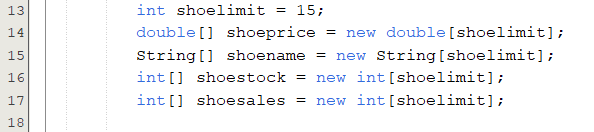 13 int shoelimit = 15;
14 double[] shoeprice = new double[shoelimit];
15 String[] shoename = new String[shoelimit];
16 int[] shoestock = new int[shoelimit];
17 int[] shoesales = new int[shoelimit];
18